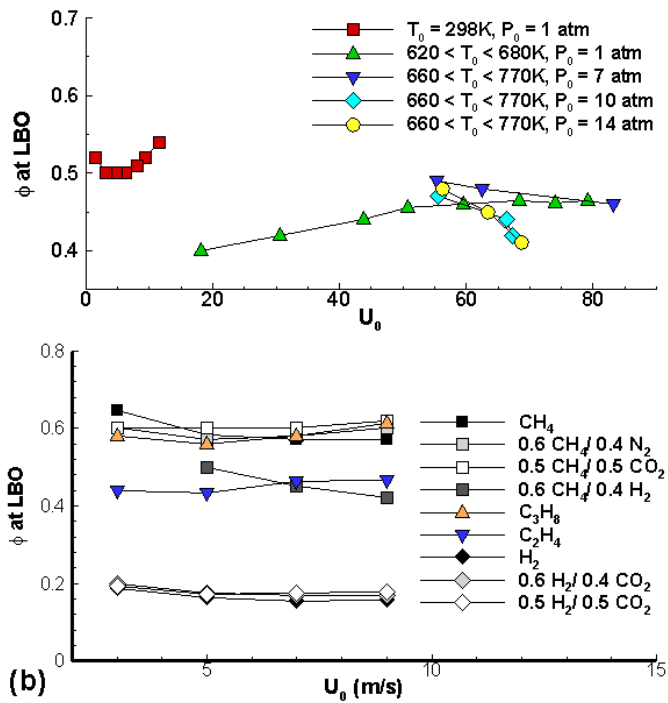 0.7
0.6
0.5
0.4
ϕ at LBO
T₀ = 298K, P₀ = 1 atm
620 < T₀ < 680K, P₀ = 1 atm
660 < T₀ < 770K, P₀ = 7 atm
660 < T₀ < 770K, P₀ = 10 atm
660 < T₀ < 770K, P₀ = 14 atm
0 20 40 60 80
U₀
0.8
0.6
0.4
0.2
0
ϕ at LBO
CH₄
0.6 CH₄/ 0.4 N₂
0.5 CH₄/ 0.5 CO₂
0.6 CH₄/ 0.4 H₂
C₃H₈
C₂H₄
H₂
0.6 H₂/ 0.4 CO₂
0.5 H₂/ 0.5 CO₂
5 10 15
(b)
U₀ (m/s)